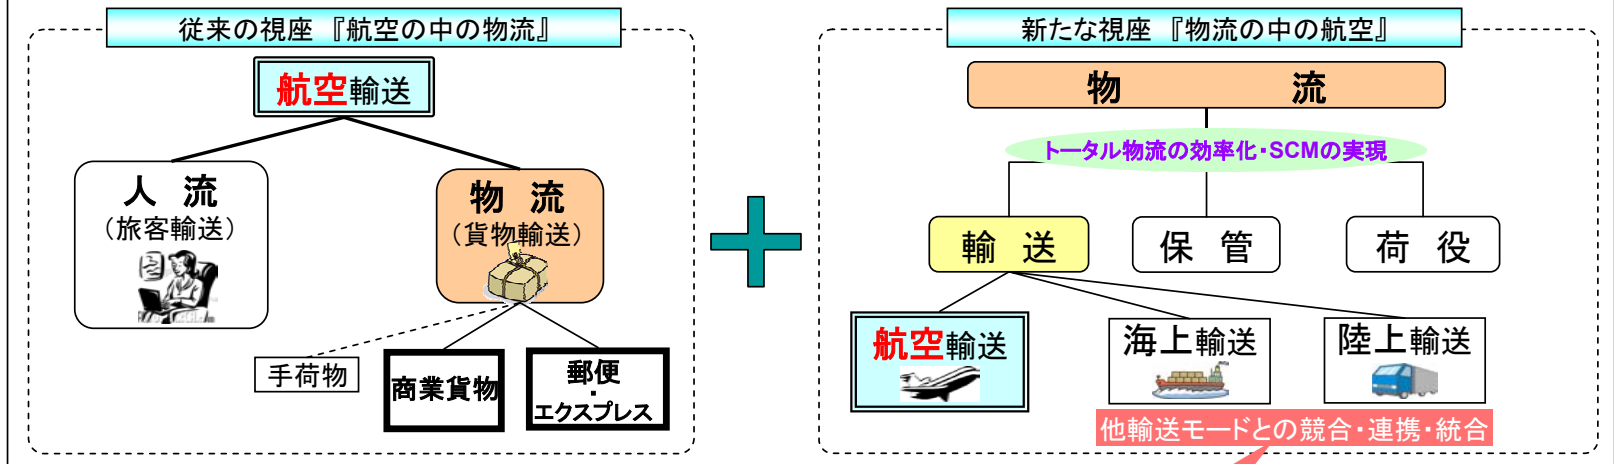 従来の視座 『航空の中の物流』
航空輸送
人 流
（旅客輸送）
物 流
（貨物輸送）
手荷物
商業貨物
郵便
・
エクスプレス
新たな視座 『物流の中の航空』
物 流
トータル物流の効率化・SCMの実現
輸 送
保 管
荷 役
航空輸送
海上輸送
陸上輸送
他輸送モードとの競合・連携・統合